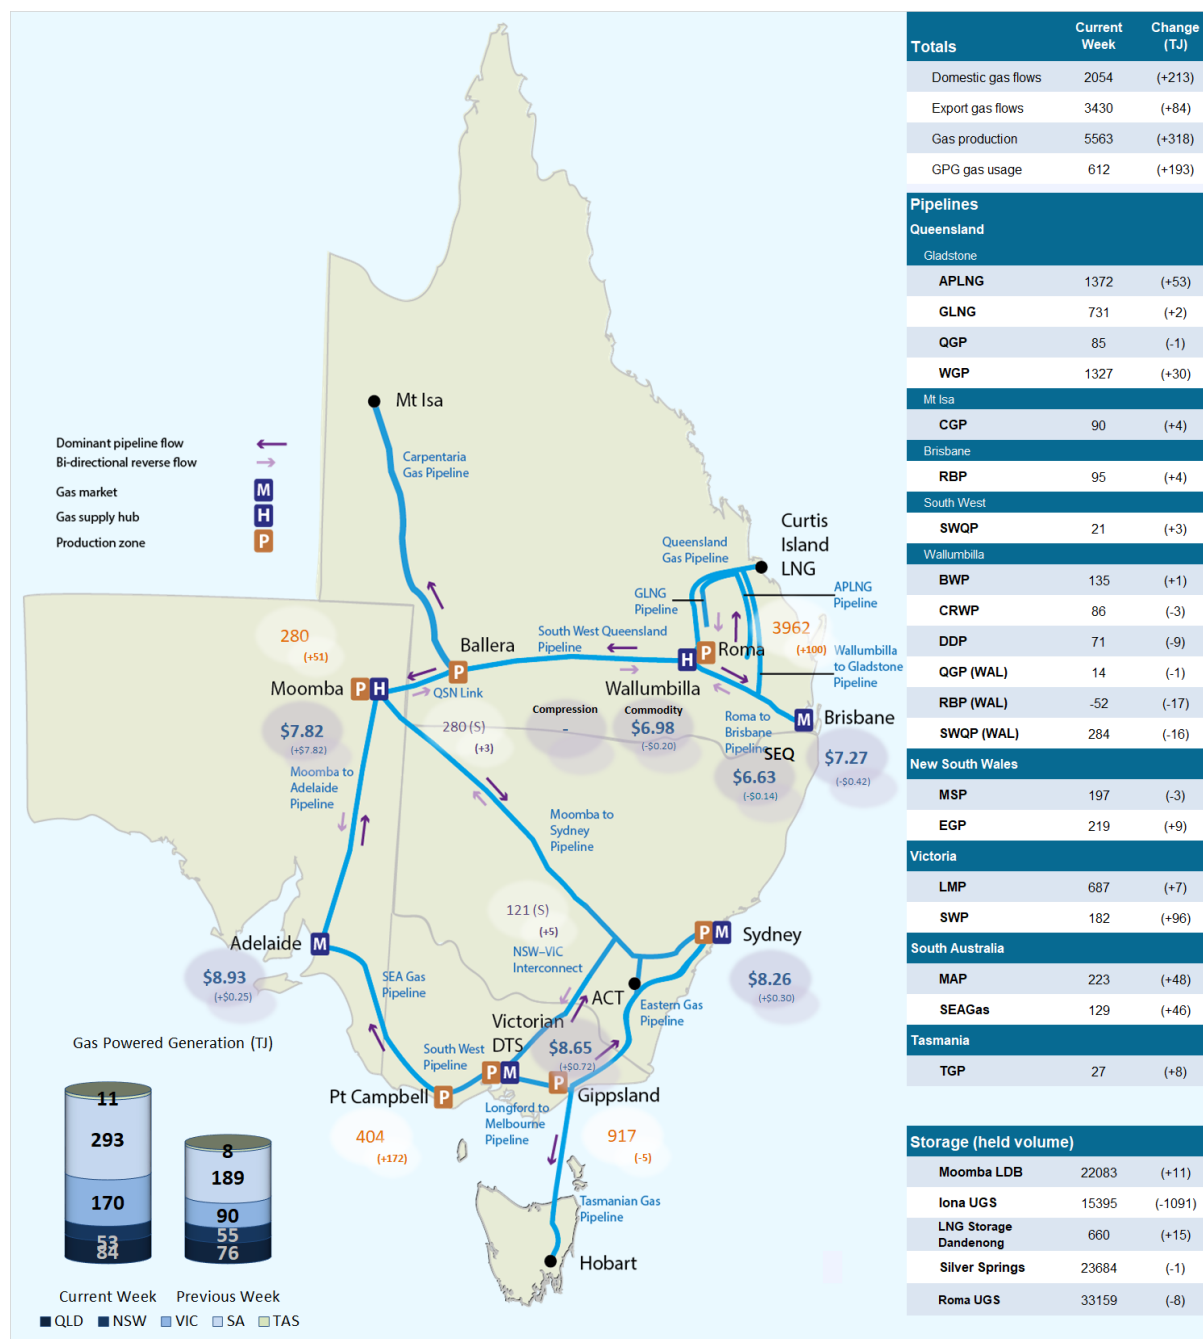 Mt Isa
Dominant pipeline flow
Bi-directional reverse flow
Gas market
M
Gas supply hub
H
Production zone
P
Carpentaria
Gas Pipeline
Curtis
Island
LNG
Queensland
Gas Pipeline
GLNG
Pipeline
APLNG
Pipeline
3962
(+100)
280
(+51)
Ballera
P
South West Queensland
Pipeline
H
P
Roma
Wallumbilla
to Gladstone
Pipeline
Moomba
P
H
QSN Link
Wallumbilla
Compression
-
Commodity
$6.98
(-$0.20)
Roma to
Brisbane
Pipeline
M
Brisbane
$7.82
(+$7.82)
280 (S)
(+3)
SEQ
$6.63
(-$0.14)
$7.27
(-$0.42)
Moomba to
Adelaide
Pipeline
Moomba to
Sydney
Pipeline
121 (S)
(+5)
NSW–VIC
Interconnect
P
M
Sydney
$8.26
(+$0.30)
Adelaide
M
$8.93
(+$0.25)
SEA Gas
Pipeline
ACT
Eastern Gas
Pipeline
Victorian
DTS
$8.65
(+$0.72)
South West
Pipeline
P
M
P
Gippsland
Pt Campbell
P
Longford to
Melbourne
Pipeline
404
(+172)
917
(-5)
Tasmanian Gas
Pipeline
Hobart
Gas Powered Generation (TJ)
11
293
170
53
84
8
189
90
55
76
Current Week
Previous Week
QLD NSW VIC SA TAS
Totals Current Week Change (TJ)
Domestic gas flows 2054 (+213)
Export gas flows 3430 (+84)
Gas production 5563 (+318)
GPG gas usage 612 (+193)
Pipelines
Queensland
Gladstone
APLNG 1372 (+53)
GLNG 731 (+2)
QGP 85 (-1)
WGP 1327 (+30)
Mt Isa
CGP 90 (+4)
Brisbane
RBP 95 (+4)
South West
SWQP 21 (+3)
Wallumbilla
BWP 135 (+1)
CRWP 86 (-3)
DDP 71 (-9)
QGP (WAL) 14 (-1)
RBP (WAL) -52 (-17)
SWQP (WAL) 284 (-16)
New South Wales
MSP 197 (-3)
EGP 219 (+9)
Victoria
LMP 687 (+7)
SWP 182 (+96)
South Australia
MAP 223 (+48)
SEAGas 129 (+46)
Tasmania
TGP 27 (+8)
Storage (held volume)
Moomba LDB 22083 (+11)
Iona UGS 15395 (-1091)
LNG Storage
Dandenong 660 (+15)
Silver Springs 23684 (-1)
Roma UGS 33159 (-8)